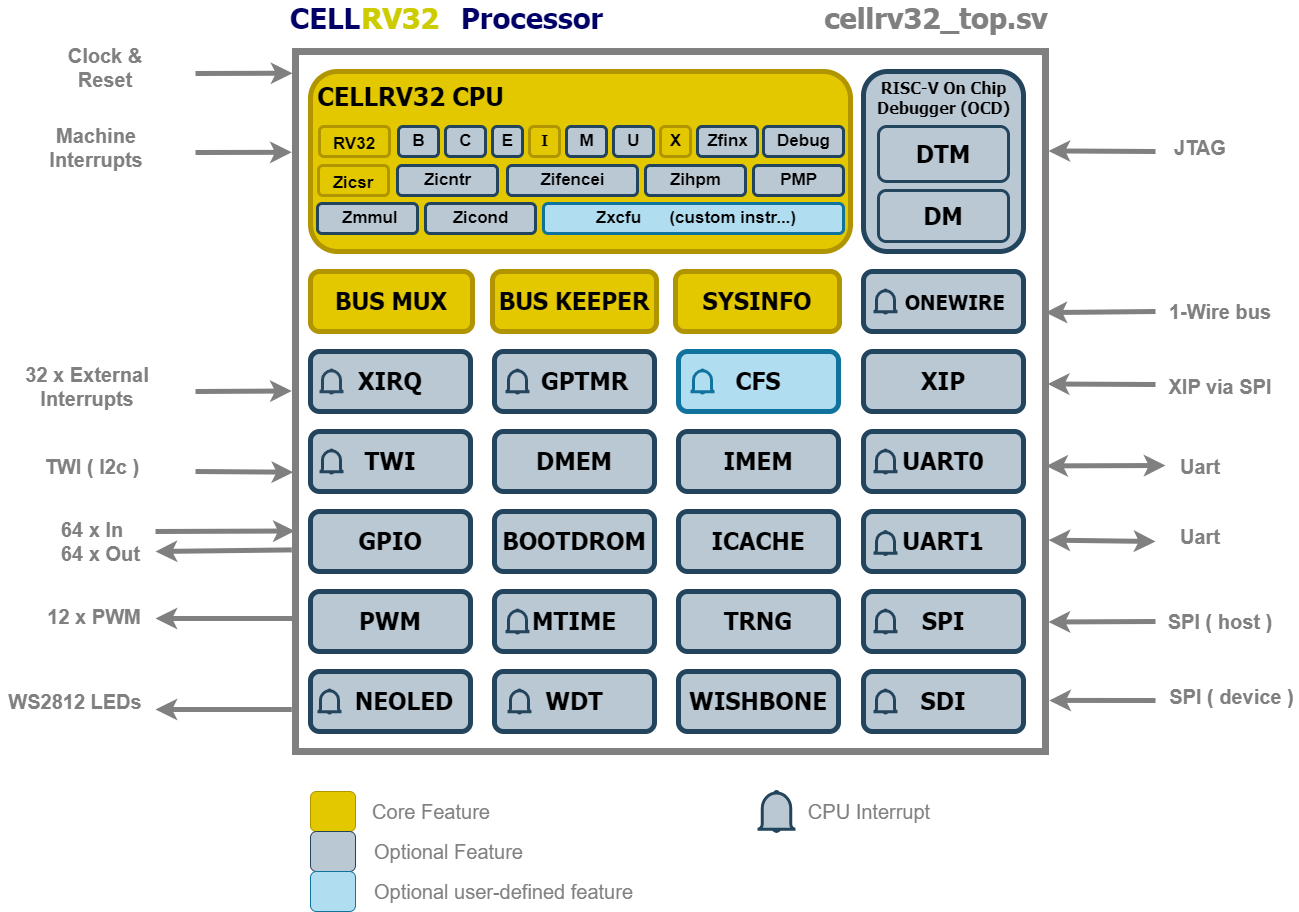 CELLRV32 Processor
cellrv32_top.sv
Clock &
Reset
Machine
Interrupts
CELLRV32 CPU
RV32 B C E I M U X Zfinx Debug
Zicsr Zicntr Zifencei Zihpm PMP
Zmmul Zicond Zxcfu (custom instr...)
RISC-V On Chip
Debugger (OCD)
DTM
DM
JTAG
BUS MUX BUS KEEPER SYSINFO ONEWIRE
1-Wire bus
32 x External
Interrupts
XIRQ GPTMR CFS XIP
XIP via SPI
TWI ( I2c )
TWI DMEM IMEM UART0
Uart
64 x In
64 x Out
GPIO BOOTDROM ICACHE UART1
Uart
12 x PWM
PWM MTIME TRNG SPI
SPI ( host )
WS2812 LEDs
NEOLED WDT WISHBONE SDI
SPI ( device )
Core Feature
CPU Interrupt
Optional Feature
Optional user-defined feature